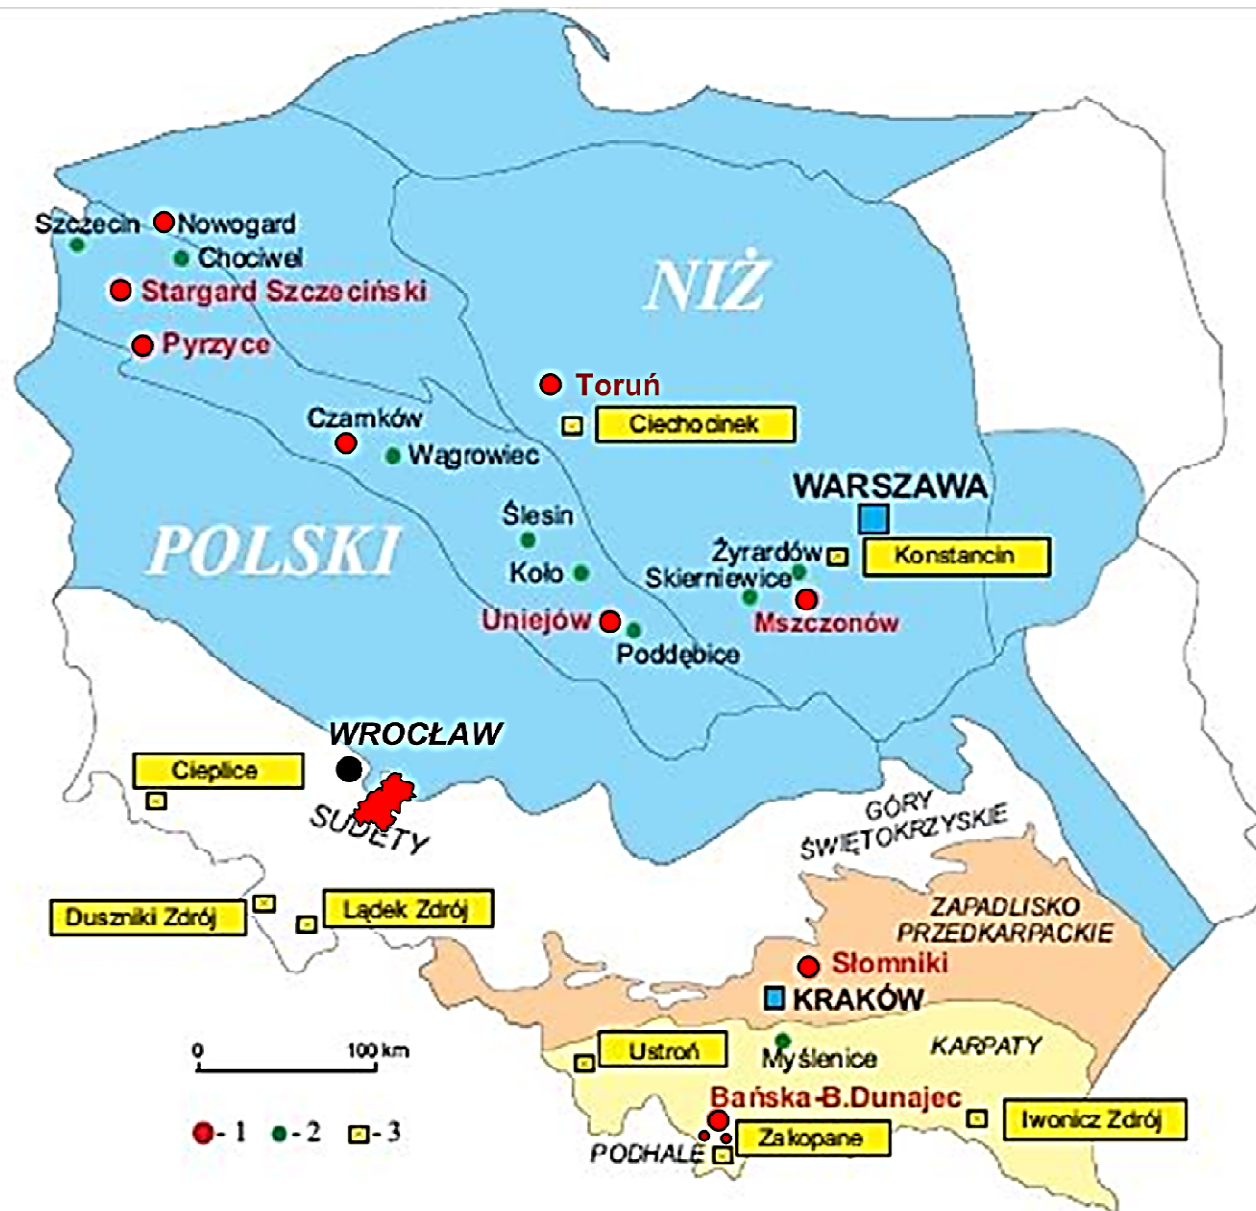 Szczecin
Nowogard
Chociwel
Stargard Szczeciński
Pyrzyce
NIŻ
Toruń
Ciechocinek
Czarnków
Wągrowiec
WARSZAWA
Ślesin
POLSKI
Żyrardów
Konstancin
Koło
Skierniewice
Uniejów
Mszczonów
Poddębice
WROCŁAW
Cieplice
SUDETY
GÓRY
ŚWIĘTOKRZYSKIE
Duszniki Zdrój
Lądek Zdrój
ZAPADLISKO
PRZEDKARPACKIE
Słomniki
KRAKÓW
0 100 km
Ustroń
Myślenice
KARPATY
Bańska-B.Dunajec
Iwonicz Zdrój
- 1 - 2 - 3
Zakopane
PODHALE